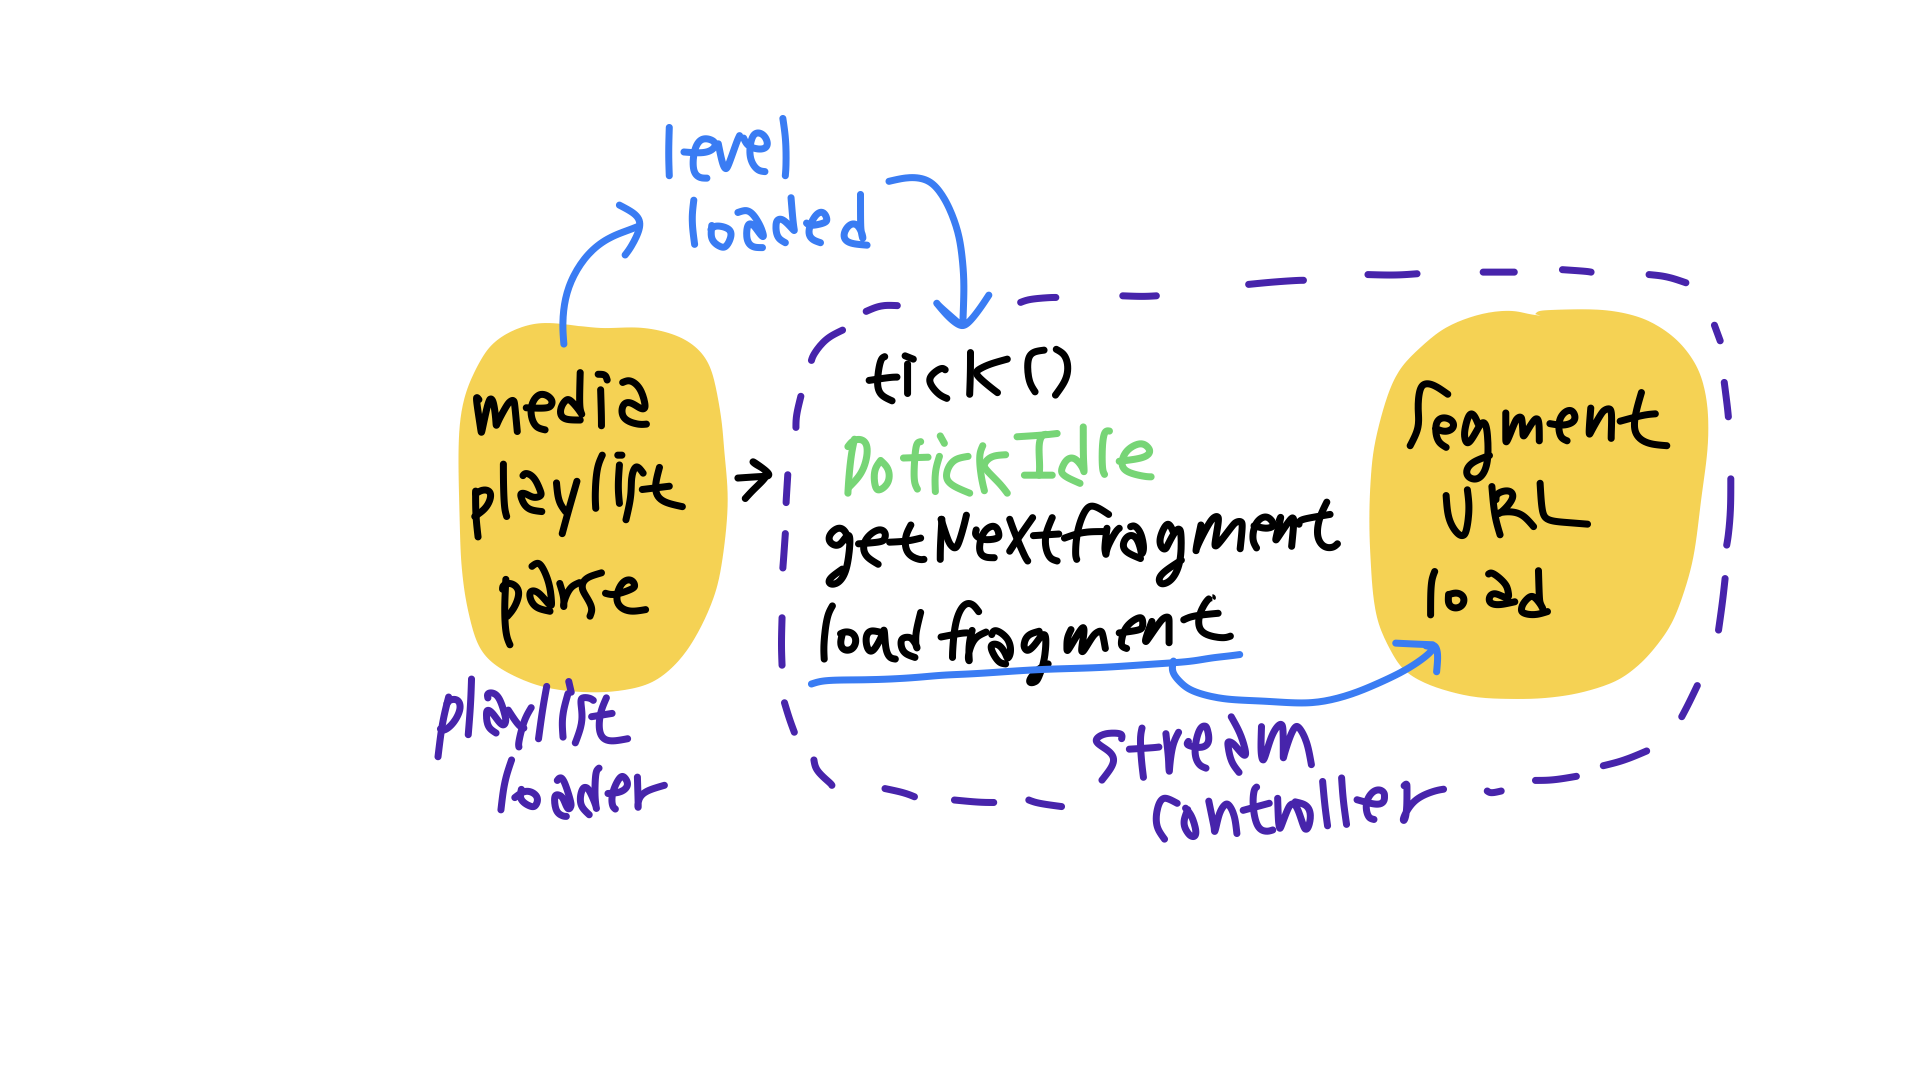 level
loaded
media
playlist
parse
playlist
loader
tick()
DotickIdle
getNextfragment
loadfragment
stream
controller
Segment
URL
load